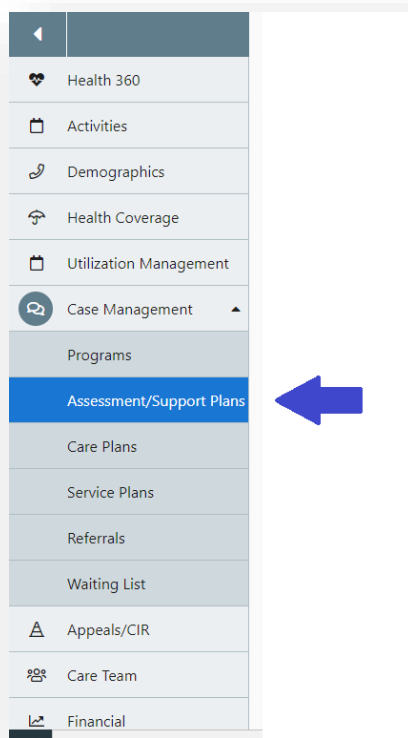 Health 360
Activities
Demographics
Health Coverage
Utilization Management
Case Management
Programs
Assessment/Support Plans
Care Plans
Service Plans
Referrals
Waiting List
Appeals/CIR
Care Team
Financial